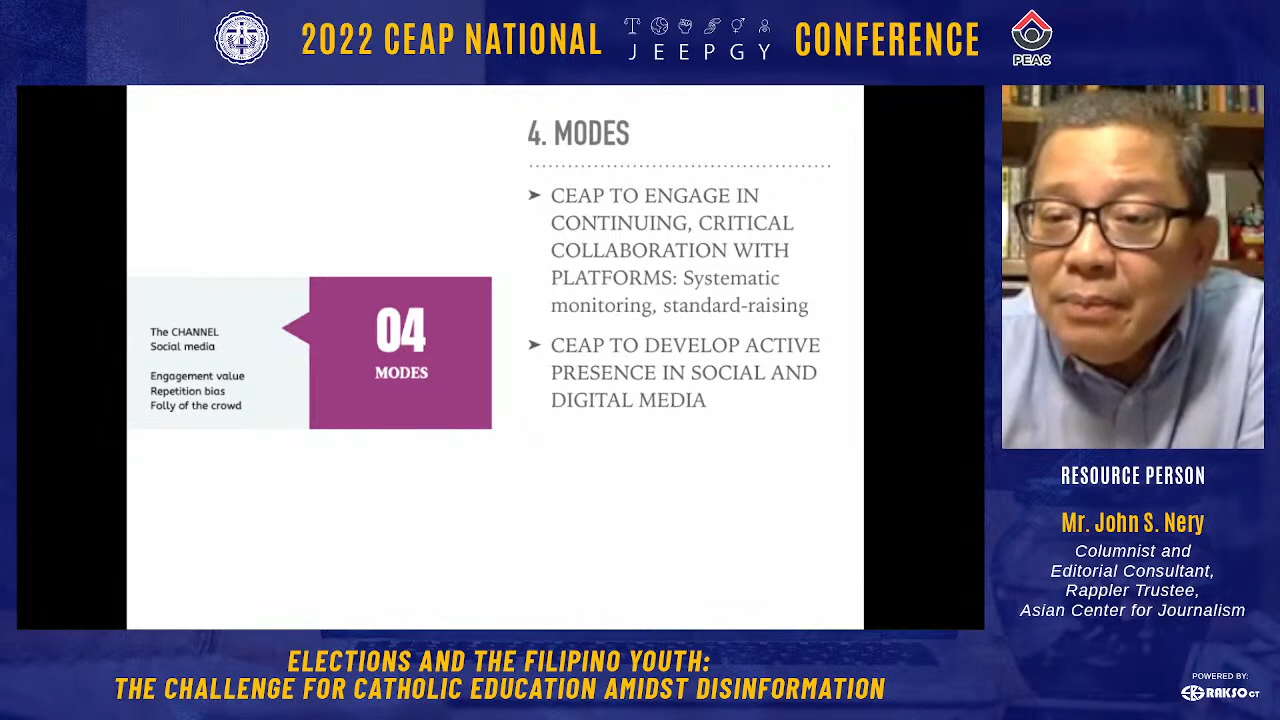 2022 CEAP NATIONAL JEEPGY CONFERENCE
PEAC
4. MODES
➤ CEAP TO ENGAGE IN
CONTINUING, CRITICAL
COLLABORATION WITH
PLATFORMS: Systematic
monitoring, standard-raising
➤ CEAP TO DEVELOP ACTIVE
PRESENCE IN SOCIAL AND
DIGITAL MEDIA
The CHANNEL
Social media
Engagement value
Repetition bias
Folly of the crowd
04
MODES
RESOURCE PERSON
Mr. John S. Nery
Columnist and
Editorial Consultant,
Rappler Trustee,
Asian Center for Journalism
ELECTIONS AND THE FILIPINO YOUTH:
THE CHALLENGE FOR CATHOLIC EDUCATION AMIDST DISINFORMATION
POWERED BY:
RAKSO CT